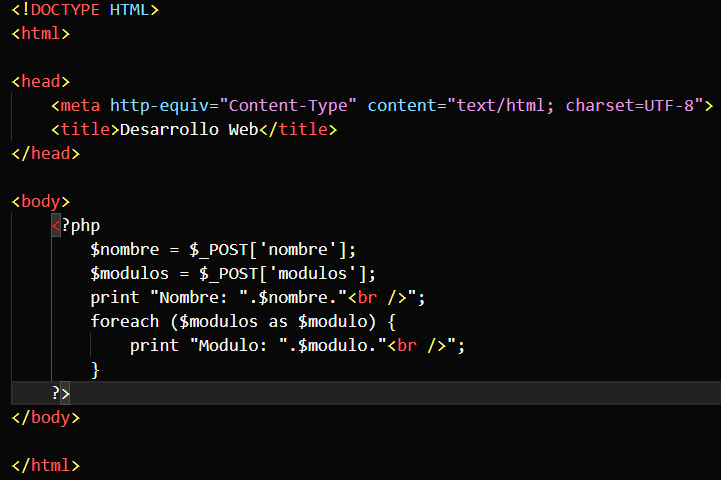 <!DOCTYPE HTML>
<html>
<head>
<meta http-equiv="Content-Type" content="text/html; charset=UTF-8">
<title>Desarrollo Web</title>
</head>
<body>
<?php
$nombre = $_POST['nombre'];
$modulos = $_POST['modulos'];
print "Nombre: ".$nombre."<br />";
foreach ($modulos as $modulo) {
print "Modulo: ".$modulo."<br />";
}
?>
</body>
</html>